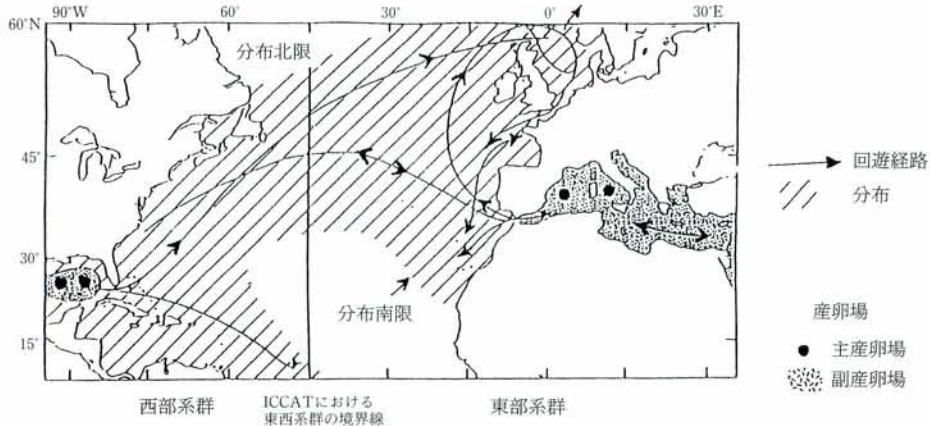 90°W 60° 30° 0° 30°E
60°N
分布北限
45°
30°
分布南限
15°
西部系群
ICCATにおける
東西系群の境界線
東部系群
回遊経路
分布
産卵場
主産卵場
副産卵場